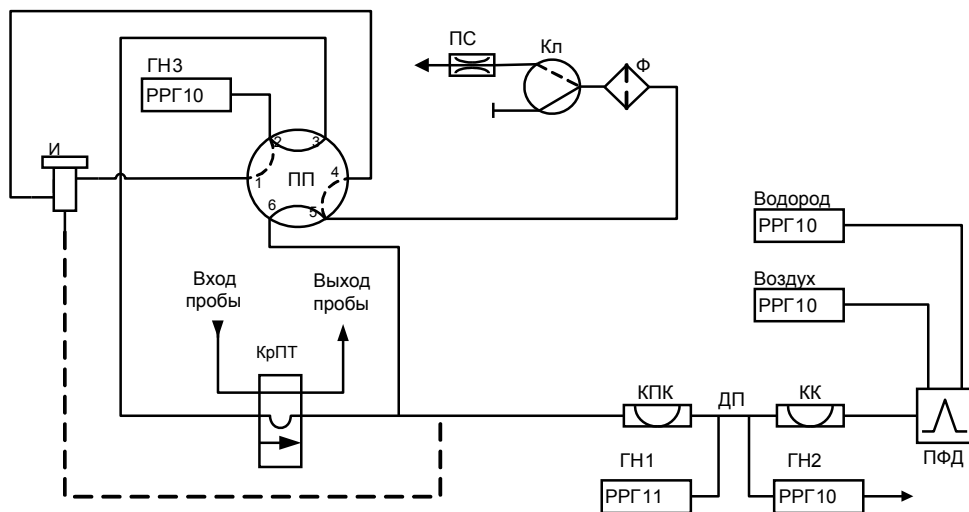 ПС
Кл
Ф
ГН3
РРГ10
2
3
И
1
ПП
4
6
5
Водород
РРГ10
Вход
пробы
Выход
пробы
Воздух
РРГ10
КрПТ
КПК
ДП
КК
ПФД
ГН1
РРГ11
ГН2
РРГ10